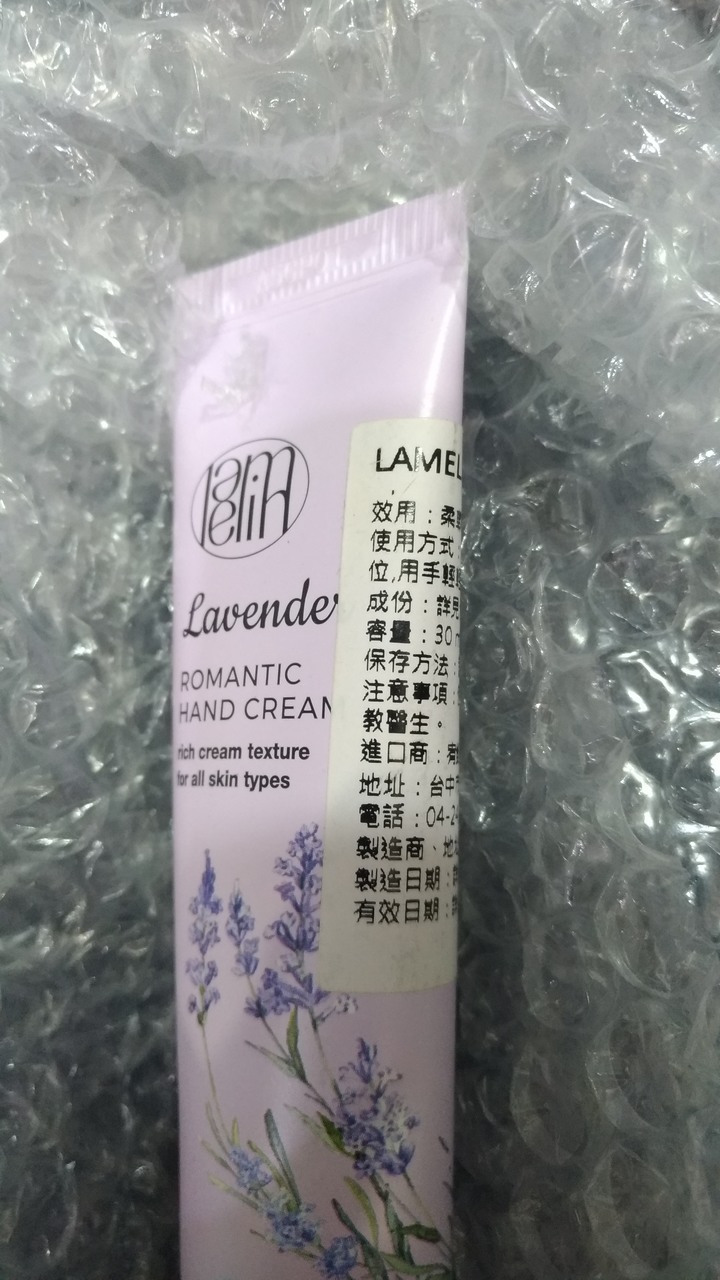 lamelin
Lavender
ROMANTIC
HAND CREAM
rich cream texture
for all skin types
LAMEL
效用：柔
使用方式
位,用手輕
成份：詳見
容量：30 m
保存方法：
注意事項：
教醫生。
進口商：
地址：台中市
電話：04-2
製造商、地址
製造日期：
有效日期：